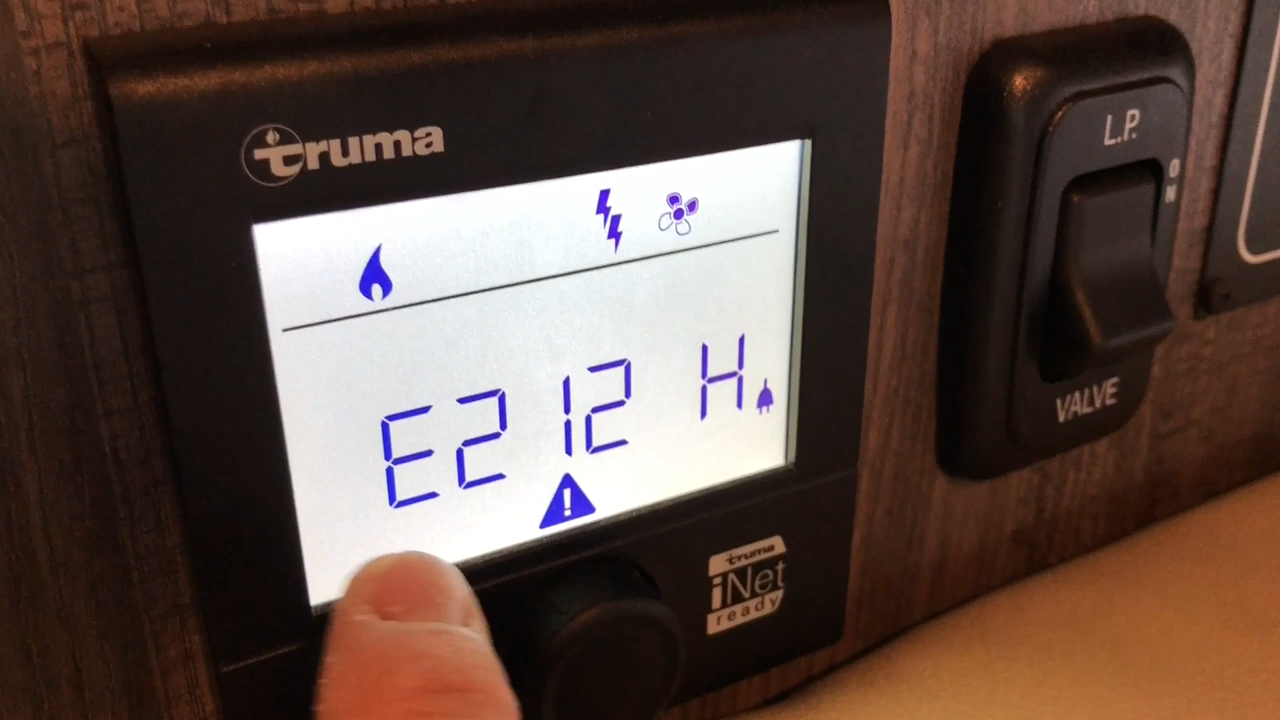 truma
E212 H
truma
iNet
ready
L.P.
ON
VALVE